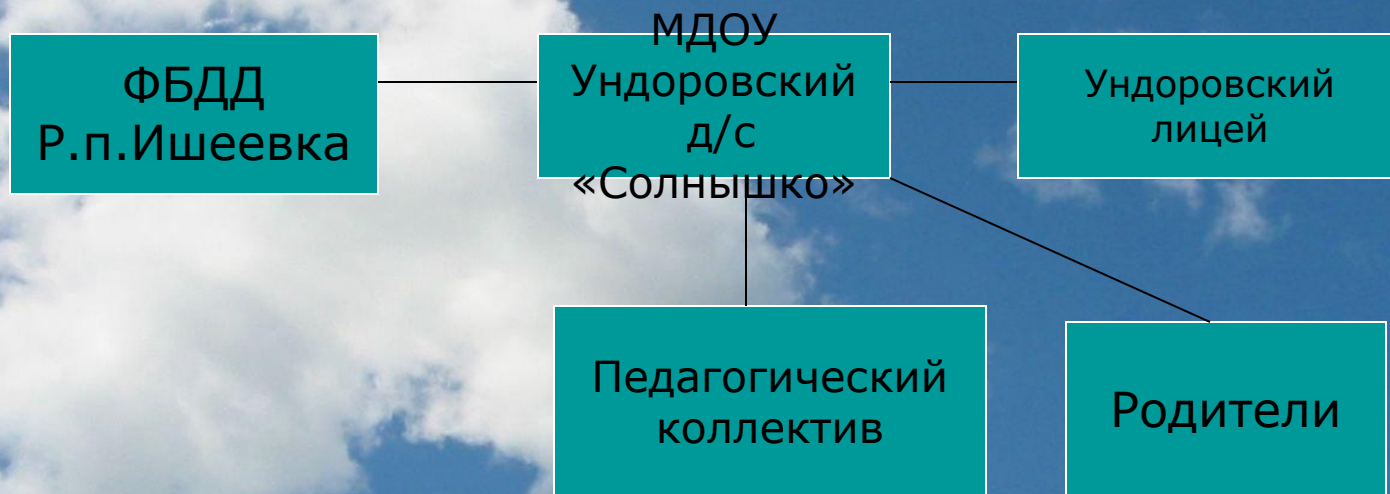 ФБДД
Р.п.Ишеевка
МДОУ
Ундоровский
д/с
«Солнышко»
Ундоровский
лицей
Педагогический
коллектив
Родители